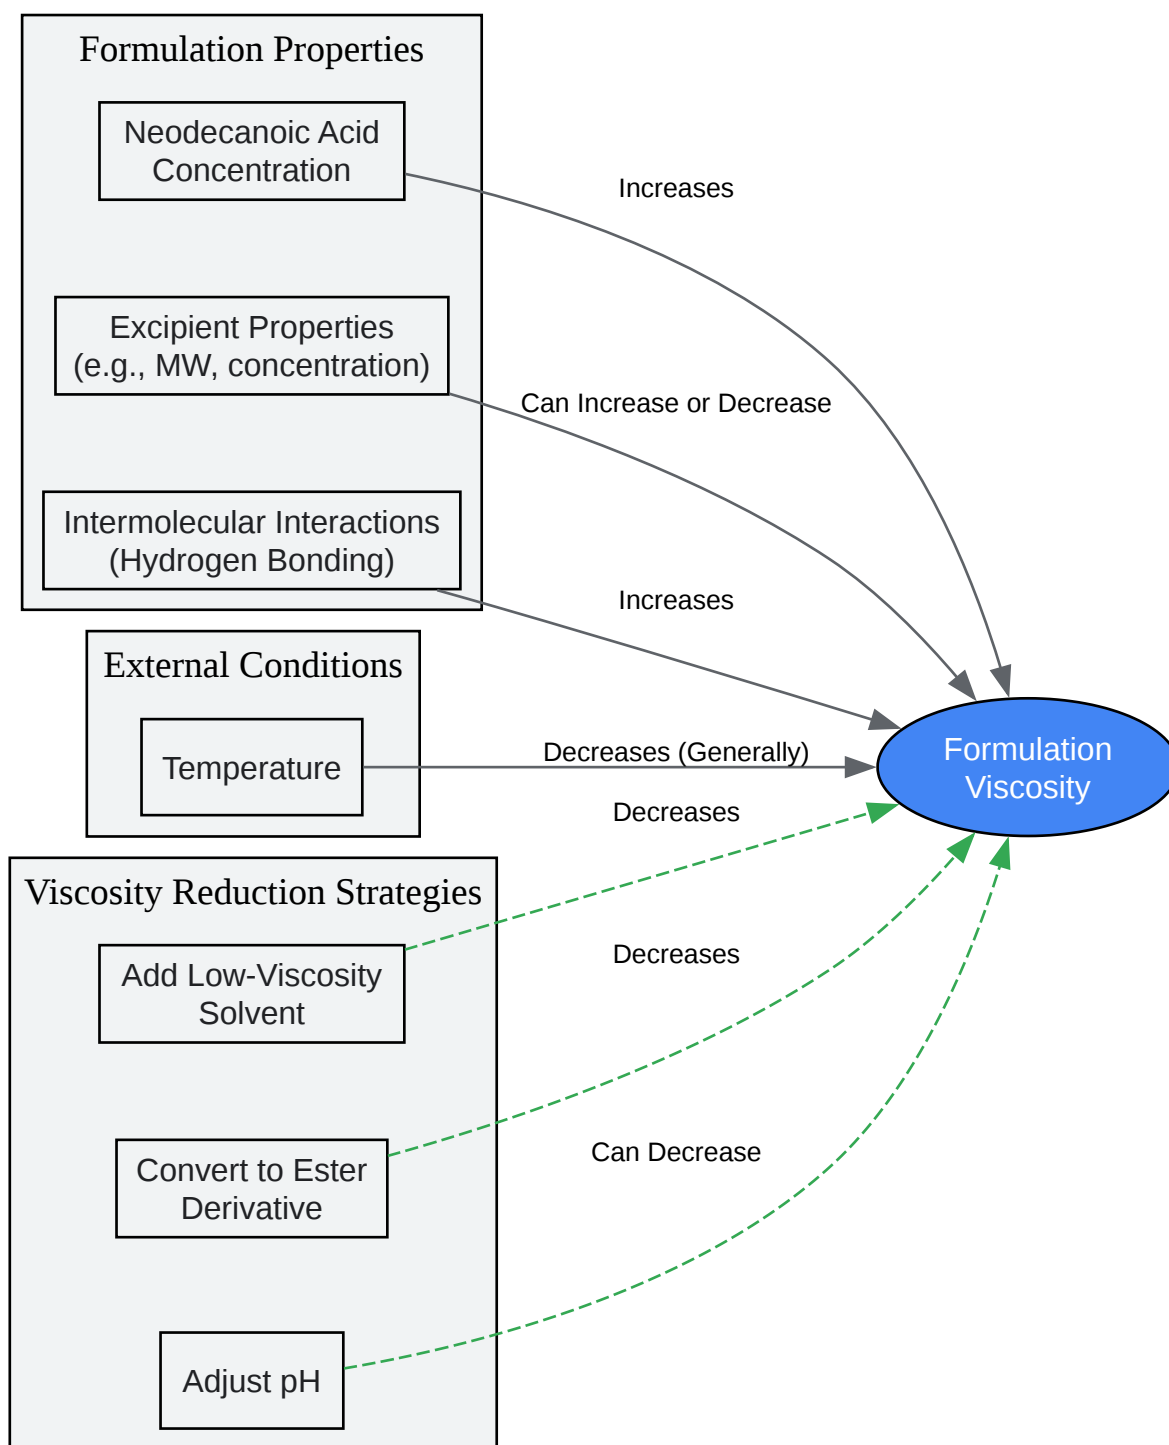 Formulation Properties
Neodecanoic Acid
Concentration
Increases
Excipient Properties
(e.g., MW, concentration)
Can Increase or Decrease
Intermolecular Interactions
(Hydrogen Bonding)
Increases
External Conditions
Temperature
Decreases (Generally)
Formulation
Viscosity
Decreases
Viscosity Reduction Strategies
Add Low-Viscosity
Solvent
Decreases
Convert to Ester
Derivative
Can Decrease
Adjust pH